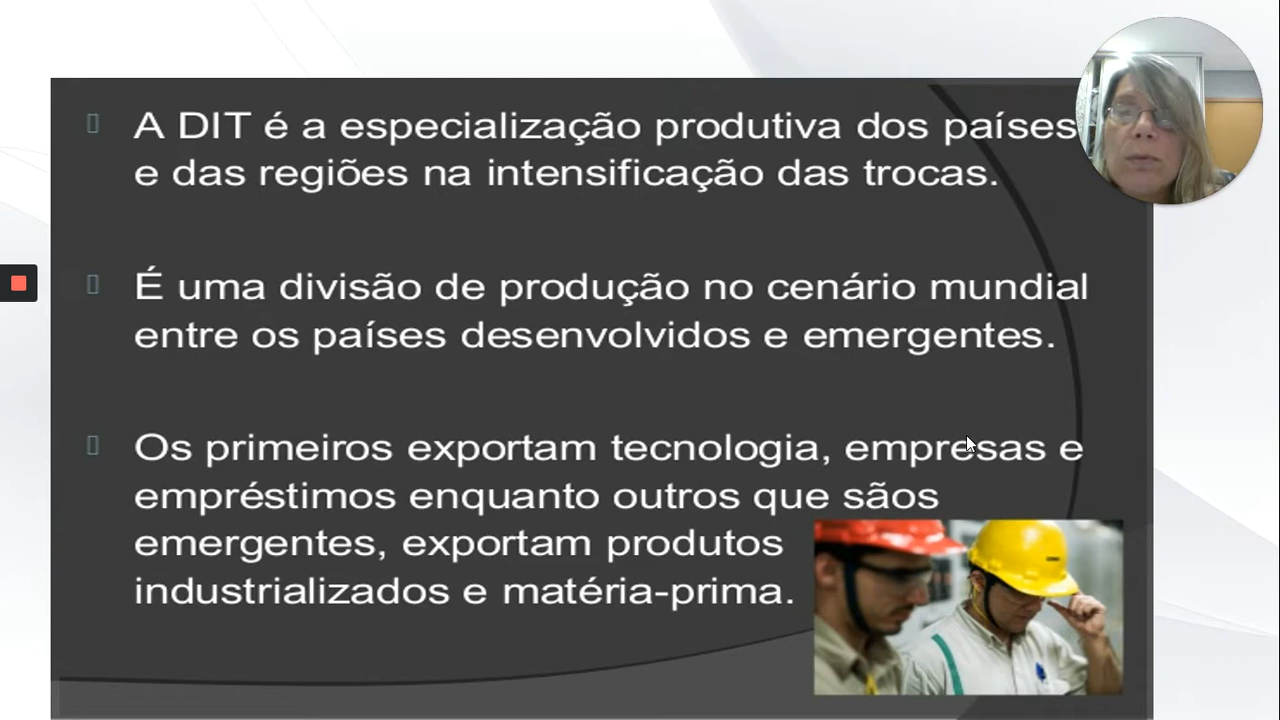 A DIT é a especialização produtiva dos países
e das regiões na intensificação das trocas.
É uma divisão de produção no cenário mundial
entre os países desenvolvidos e emergentes.
Os primeiros exportam tecnologia, empresas e
empréstimos enquanto outros que sãos
emergentes, exportam produtos
industrializados e matéria-prima.